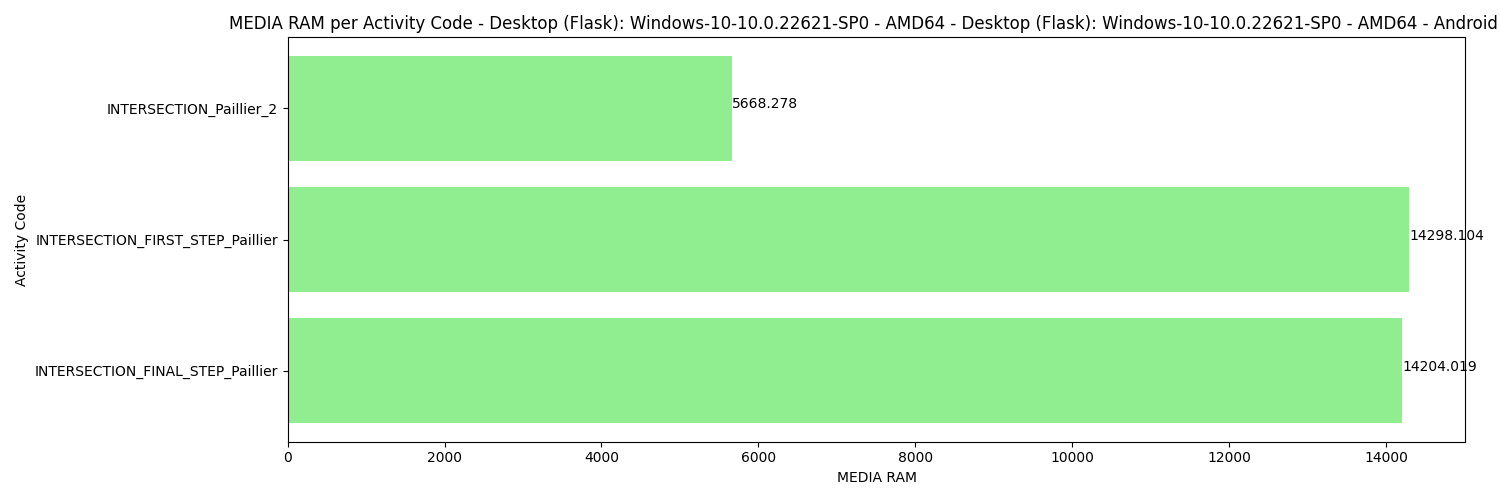 MEDIA RAM per Activity Code - Desktop (Flask): Windows-10-10.0.22621-SP0 - AMD64 - Desktop (Flask): Windows-10-10.0.22621-SP0 - AMD64 - Android
INTERSECTION_Paillier_2
5668.278
INTERSECTION_FIRST_STEP_Paillier
14298.104
INTERSECTION_FINAL_STEP_Paillier
14204.019
Activity Code
0 2000 4000 6000 8000 10000 12000 14000
MEDIA RAM